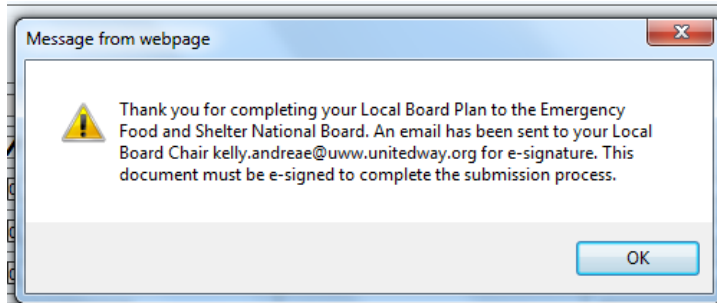 Message from webpage
Thank you for completing your Local Board Plan to the Emergency
Food and Shelter National Board. An email has been sent to your Local
Board Chair kelly.andreae@uww.unitedway.org for e-signature. This
document must be e-signed to complete the submission process.
OK